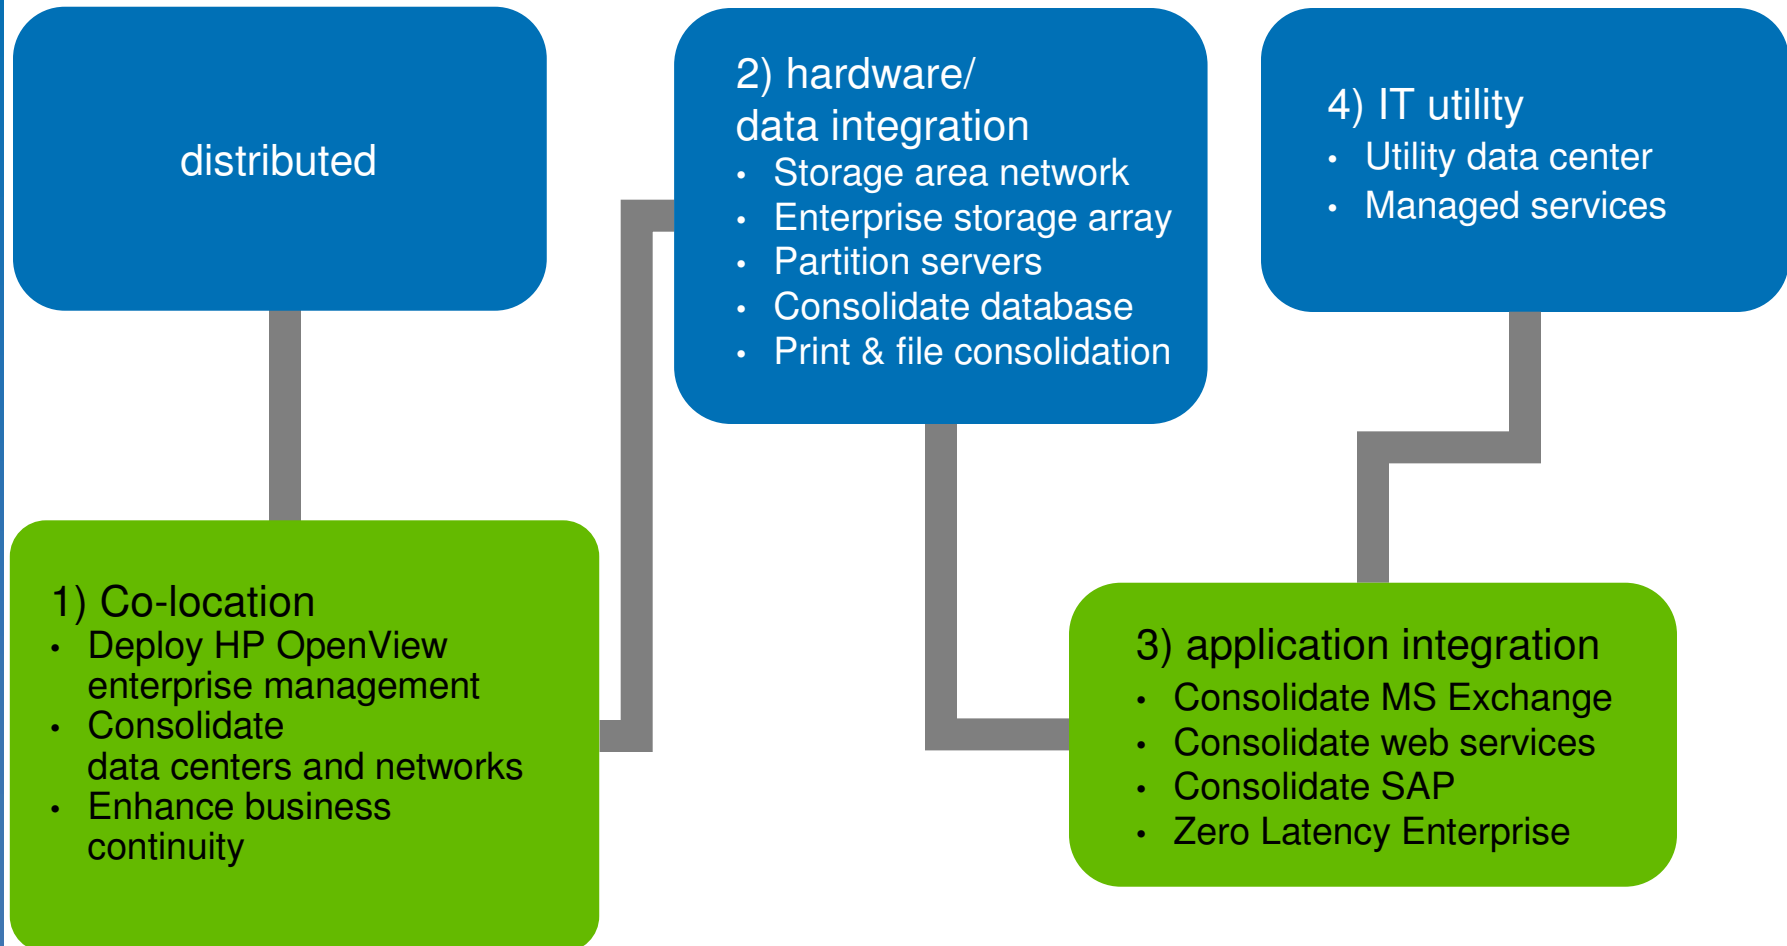 distributed
1) Co-location
• Deploy HP OpenView
enterprise management
• Consolidate
data centers and networks
• Enhance business
continuity
2) hardware/
data integration
• Storage area network
• Enterprise storage array
• Partition servers
• Consolidate database
• Print & file consolidation
3) application integration
• Consolidate MS Exchange
• Consolidate web services
• Consolidate SAP
• Zero Latency Enterprise
4) IT utility
• Utility data center
• Managed services